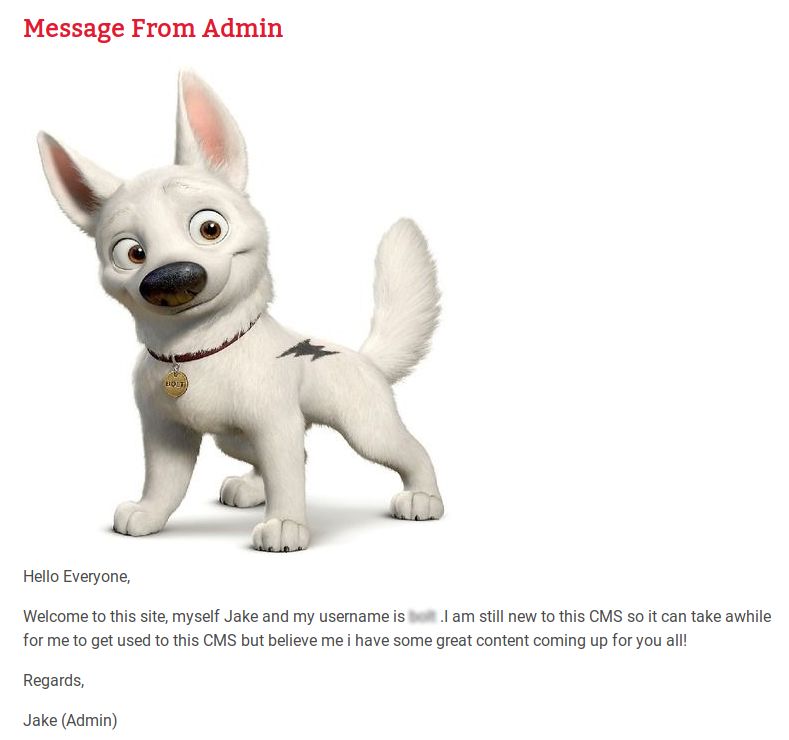 Message From Admin
BOLT
Hello Everyone,
Welcome to this site, myself Jake and my username is .I am still new to this CMS so it can take awhile
for me to get used to this CMS but believe me i have some great content coming up for you all!
Regards,
Jake (Admin)